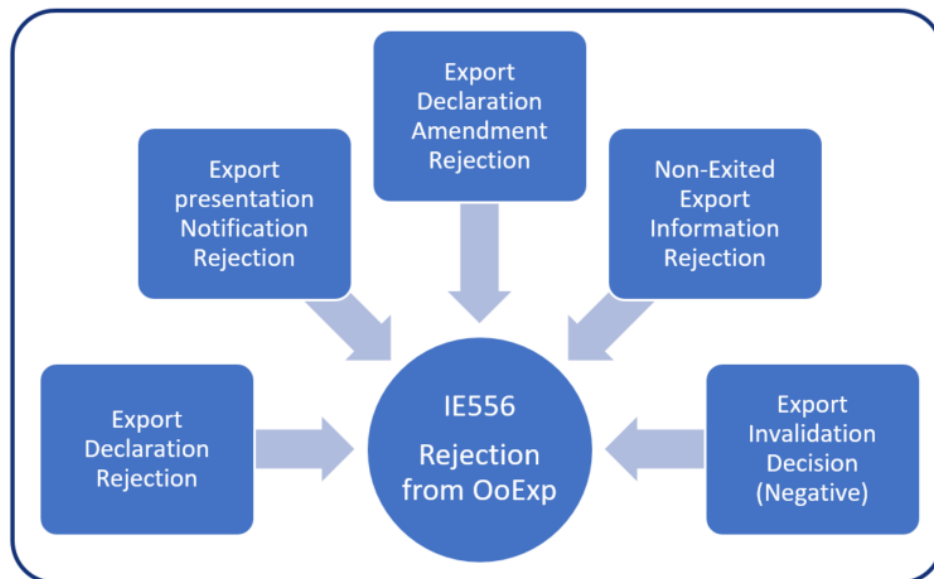 Export
Declaration
Amendment
Rejection
Export
presentation
Notification
Rejection
Non-Exited
Export
Information
Rejection
Export
Declaration
Rejection
IE556
Rejection
from OoExp
Export
Invalidation
Decision
(Negative)